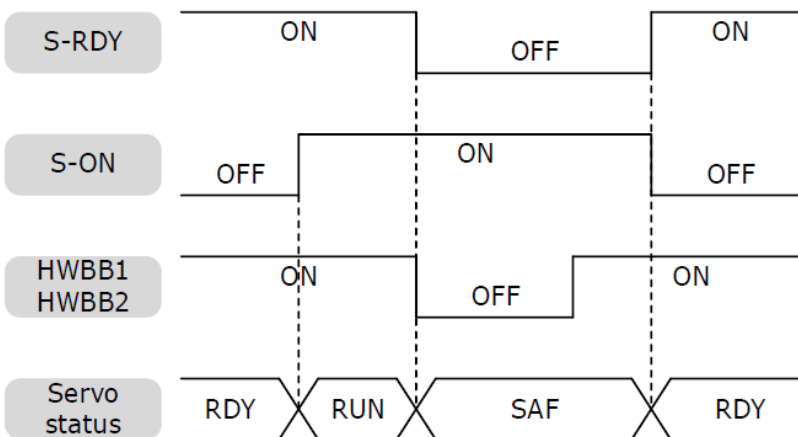 S-RDY
ON
OFF
ON
S-ON
OFF
ON
OFF
HWBB1
HWBB2
ON
OFF
ON
Servo
status
RDY
RUN
SAF
RDY